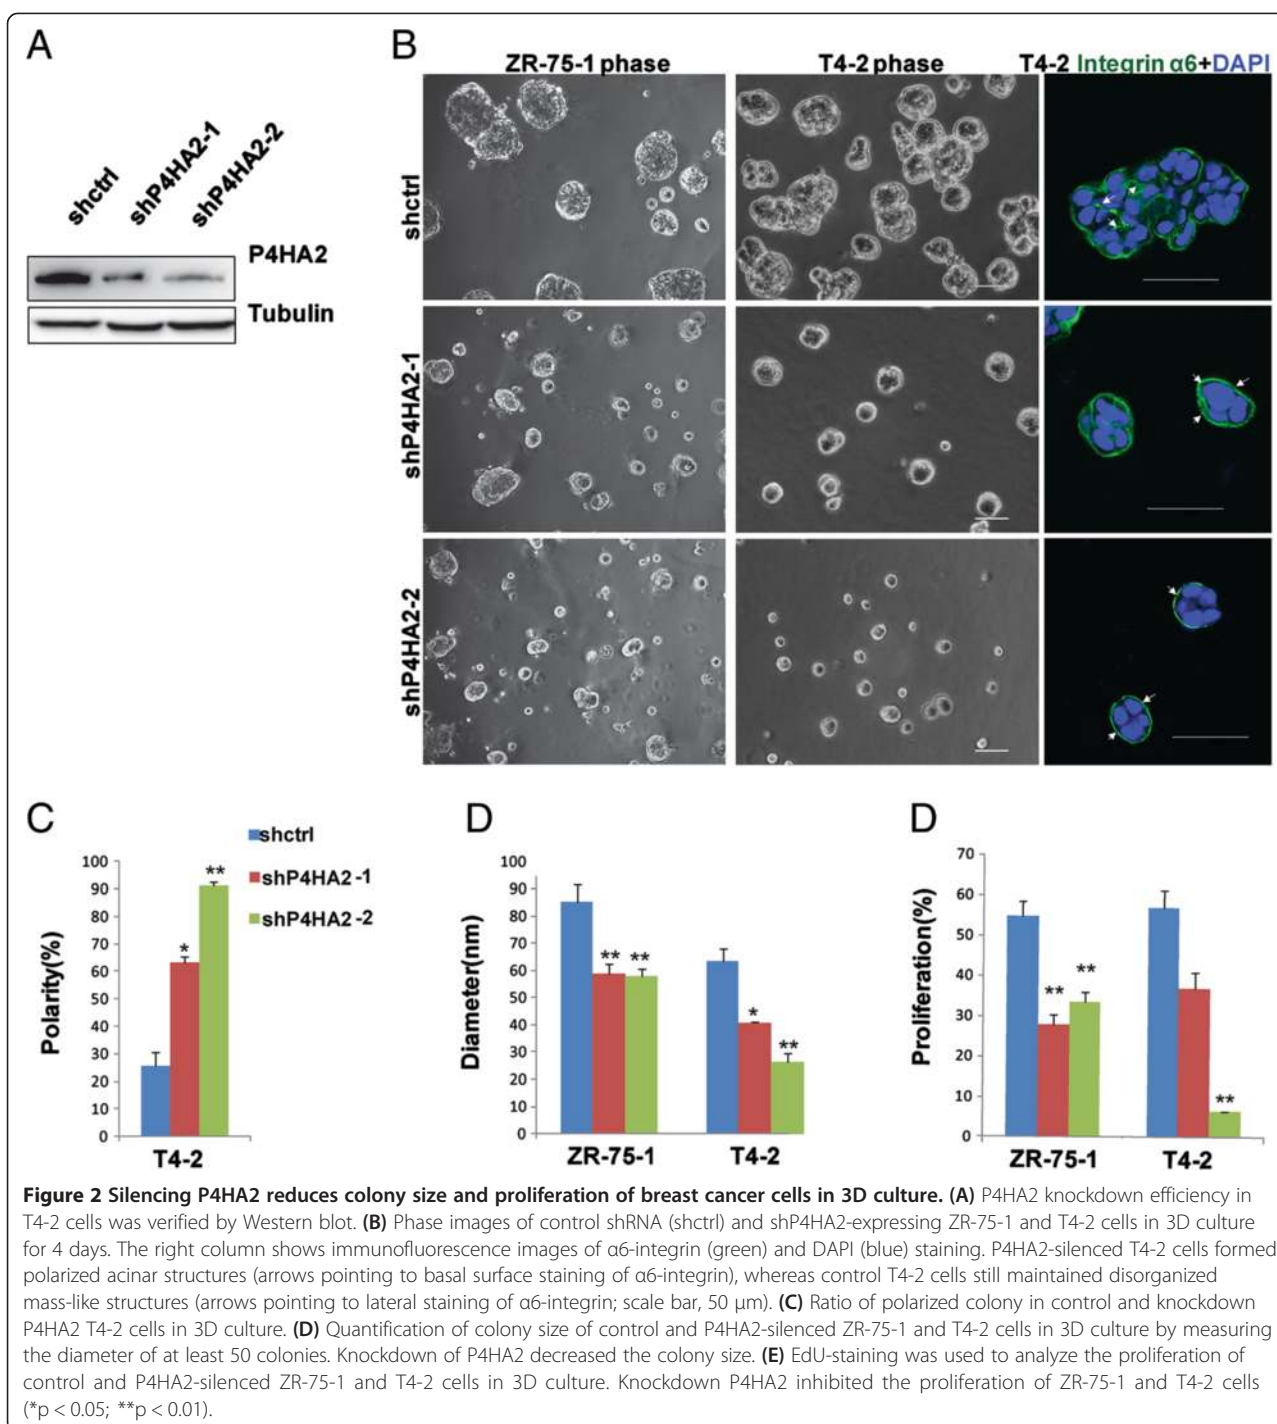 A
shctrl
shP4HA2-1
shP4HA2-2
P4HA2
Tubulin
B
ZR-75-1 phase
T4-2 phase
T4-2 Integrin α6+DAPI
shctrl
shP4HA2-1
shP4HA2-2
C
shctrl
shP4HA2-1
shP4HA2-2
Polarity(%)
100
90
80
70
60
50
40
30
20
10
0
*
**
T4-2
D
Diameter(nm)
100
90
80
70
60
50
40
30
20
10
0
** **
*
**
ZR-75-1 T4-2
D
Proliferation(%)
70
60
50
40
30
20
10
0
**
**
**
ZR-75-1 T4-2
Figure 2 Silencing P4HA2 reduces colony size and proliferation of breast cancer cells in 3D culture. (A) P4HA2 knockdown efficiency in
T4-2 cells was verified by Western blot. (B) Phase images of control shRNA (shctrl) and shP4HA2-expressing ZR-75-1 and T4-2 cells in 3D culture
for 4 days. The right column shows immunofluorescence images of α6-integrin (green) and DAPI (blue) staining. P4HA2-silenced T4-2 cells formed
polarized acinar structures (arrows pointing to basal surface staining of α6-integrin), whereas control T4-2 cells still maintained disorganized
mass-like structures (arrows pointing to lateral staining of α6-integrin; scale bar, 50 μm). (C) Ratio of polarized colony in control and knockdown
P4HA2 T4-2 cells in 3D culture. (D) Quantification of colony size of control and P4HA2-silenced ZR-75-1 and T4-2 cells in 3D culture by measuring
the diameter of at least 50 colonies. Knockdown of P4HA2 decreased the colony size. (E) EdU-staining was used to analyze the proliferation of
control and P4HA2-silenced ZR-75-1 and T4-2 cells in 3D culture. Knockdown P4HA2 inhibited the proliferation of ZR-75-1 and T4-2 cells
(*p < 0.05; **p < 0.01).